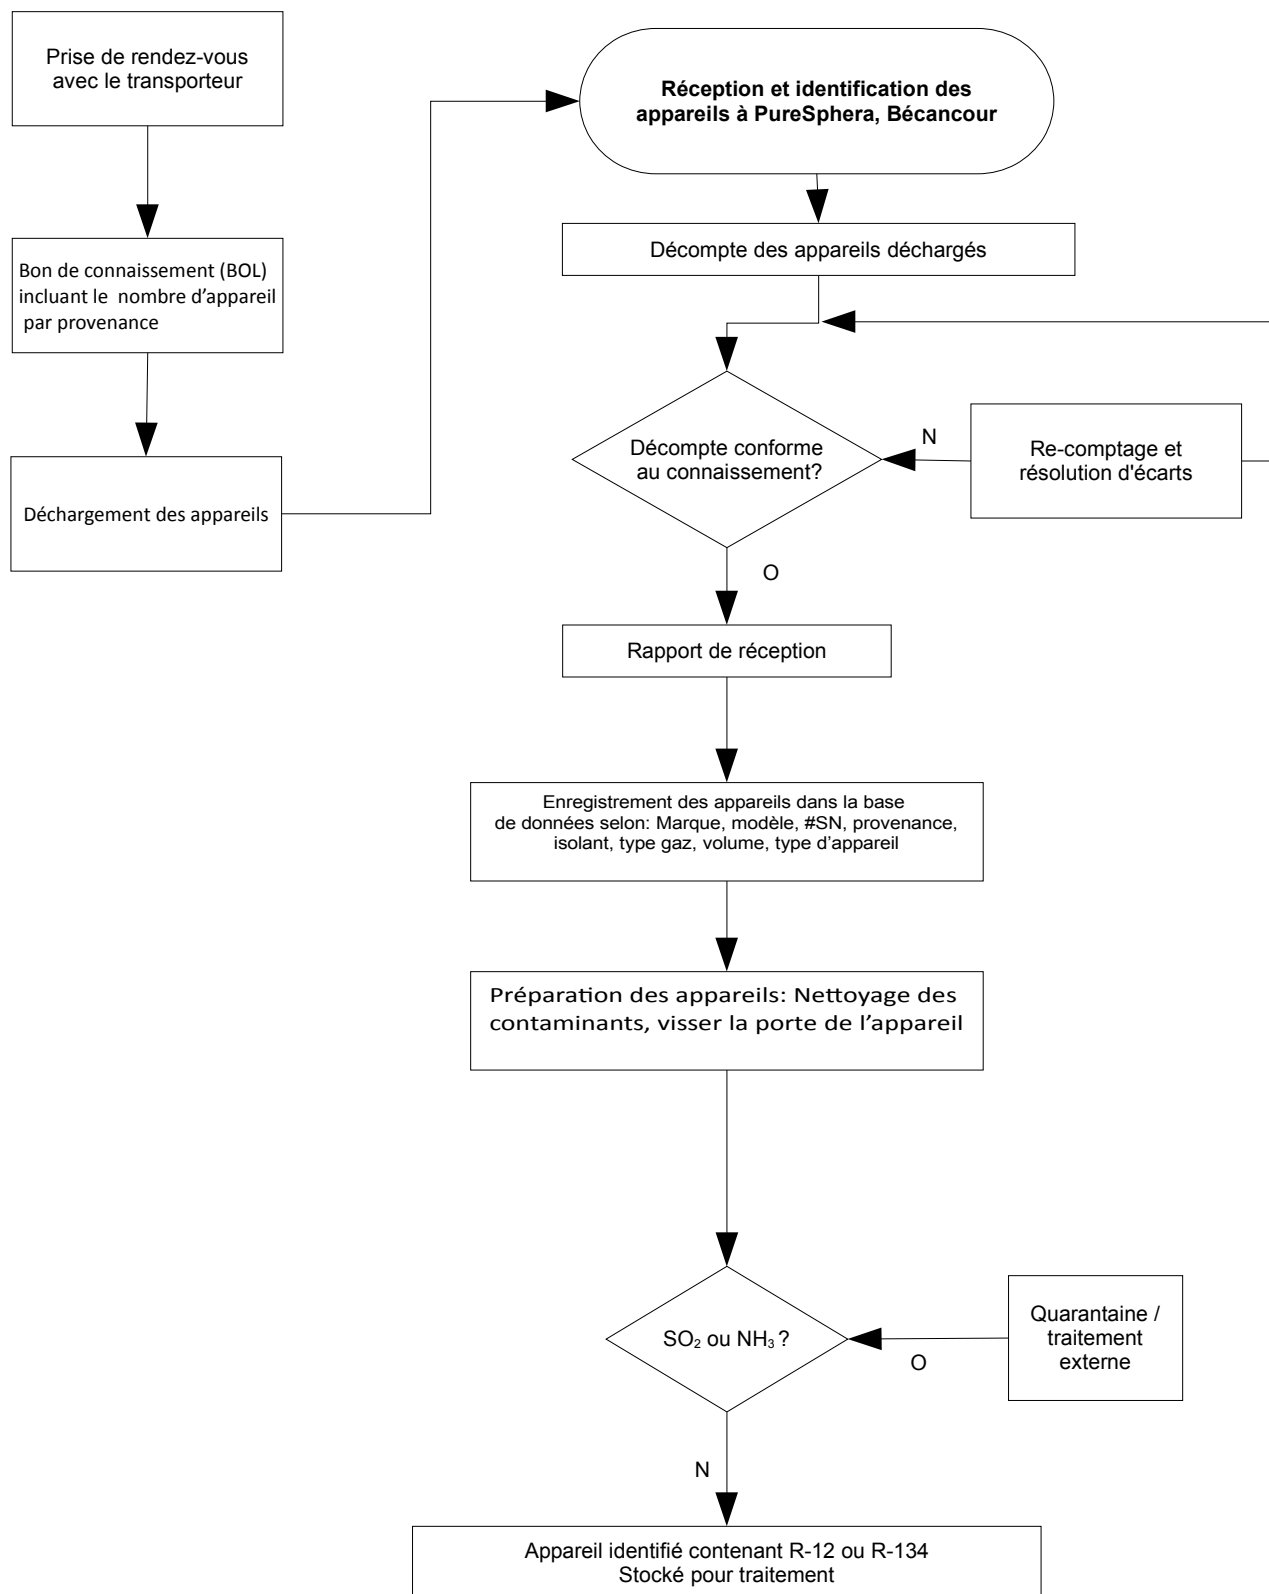 Prise de rendez-vous
avec le transporteur
Bon de connaissement (BOL)
incluant le nombre d’appareil
par provenance
Déchargement des appareils
Réception et identification des
appareils à PureSphera, Bécancour
Décompte des appareils déchargés
Décompte conforme
au connaissement?
N
Re-comptage et
résolution d'écarts
O
Rapport de réception
Enregistrement des appareils dans la base
de données selon: Marque, modèle, #SN, provenance,
isolant, type gaz, volume, type d’appareil
Préparation des appareils: Nettoyage des
contaminants, visser la porte de l’appareil
SO₂ ou NH₃ ?
O
Quarantaine /
traitement
externe
N
Appareil identifié contenant R-12 ou R-134
Stocké pour traitement